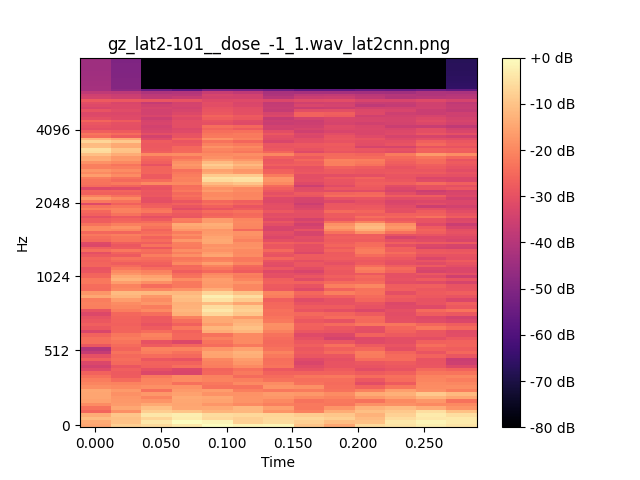 gz_lat2-101__dose_-1_1.wav_lat2cnn.png
4096
2048
1024
512
0
Hz
0.000 0.050 0.100 0.150 0.200 0.250
Time
+0 dB
-10 dB
-20 dB
-30 dB
-40 dB
-50 dB
-60 dB
-70 dB
-80 dB